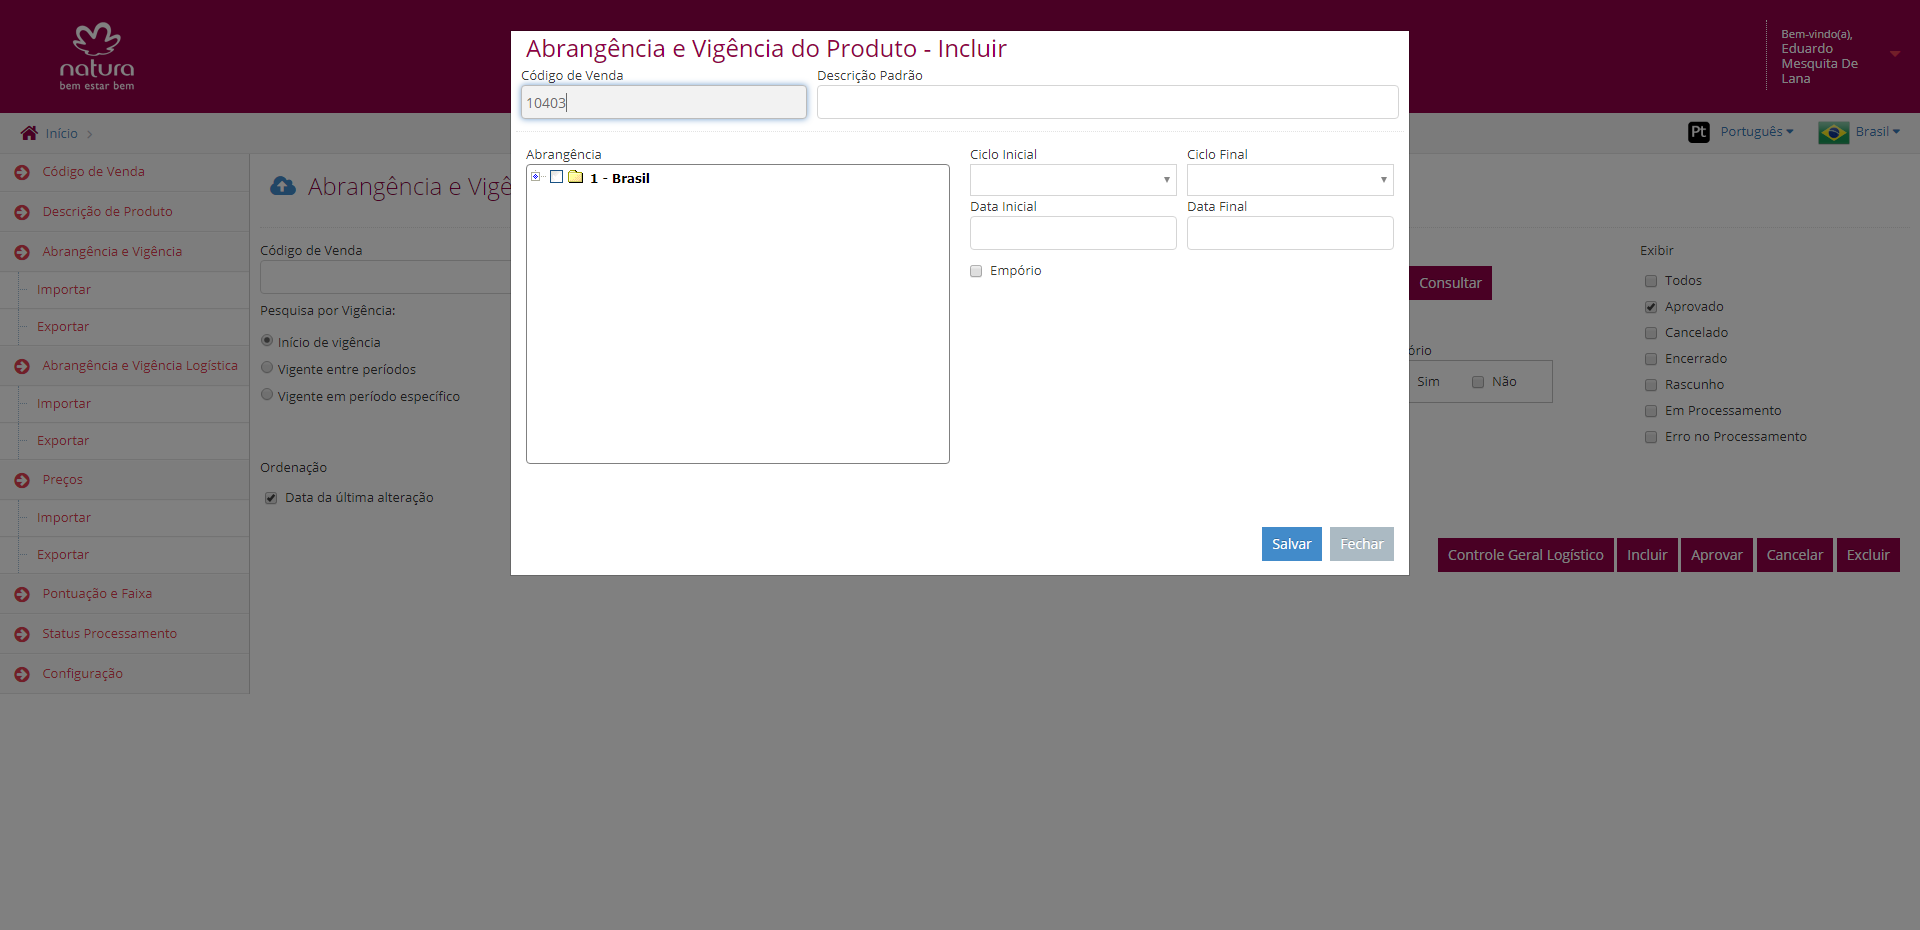 natura
bem estar bem
Bem-vindo(a),
Eduardo
Mesquita De
Lana
Início
Pt Português
Brasil
Código de Venda
Descrição de Produto
Abrangência e Vigência
Importar
Exportar
Abrangência e Vigência Logística
Importar
Exportar
Preços
Importar
Exportar
Pontuação e Faixa
Status Processamento
Configuração
Abrangência e Vigê
Código de Venda
Pesquisa por Vigência:
Início de vigência
Vigente entre períodos
Vigente em período específico
Ordenação
Data da última alteração
Abrangência e Vigência do Produto - Incluir
Código de Venda
Descrição Padrão
10403
Abrangência
1 - Brasil
Ciclo Inicial
Ciclo Final
Data Inicial
Data Final
Empório
Salvar
Fechar
Consultar
ório
Sim
Não
Exibir
Todos
Aprovado
Cancelado
Encerrado
Rascunho
Em Processamento
Erro no Processamento
Controle Geral Logístico
Incluir
Aprovar
Cancelar
Excluir